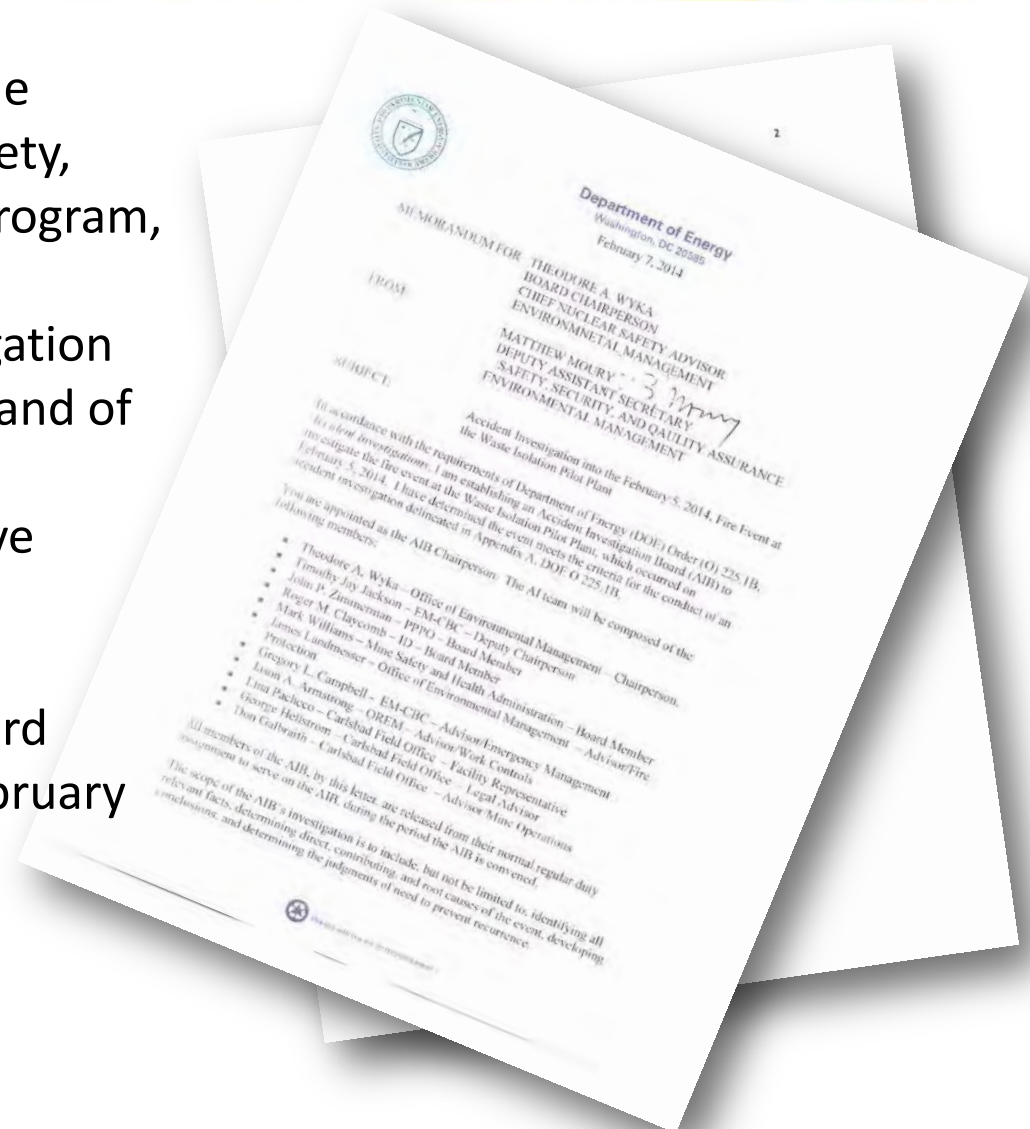 e
ety,
rogram,
gation
and of
ve
rd
bruary
2
Department of Energy
Washington, DC 20585
February 7, 2014
MEMORANDUM FOR THEODORE A. WYKA
BOARD CHAIRPERSON
CHIEF NUCLEAR SAFETY ADVISOR
ENVIRONMNETAL MANAGEMENT
FROM:
MATTHEW MOURY
DEPUTY ASSISTANT SECRETARY
SAFETY, SECURITY, AND QAULITY ASSURANCE
ENVIRONMENTAL MANAGEMENT
SUBJECT:
Accident Investigation into the February 5, 2014, Fire Event at
the Waste Isolation Pilot Plant
In accordance with the requirements of Department of Energy (DOE) Order (O) 225.1B,
Accident Investigations, I am establishing an Accident Investigation Board (AIB) to
investigate the fire event at the Waste Isolation Pilot Plant, which occurred on
February 5, 2014. I have determined the event meets the criteria for the conduct of an
accident investigation delineated in Appendix A, DOE O 225.1B.
You are appointed as the AIB Chairperson. The AI team will be composed of the
following members:
• Theodore A. Wyka – Office of Environmental Management – Chairperson.
• Timothy Jay Jackson – EM-CBC – Deputy Chairperson
• John P. Zimmerman – PPPO – Board Member
• Roger M. Claycomb – ID – Board Member
• Mark Williams – Mine Safety and Health Administration – Board Member
• James Landmesser – Office of Environmental Management – Advisor/Fire
Protection
• Gregory L. Campbell – EM-CBC – Advisor/Emergency Management
• A. Armstrong – OREM – Advisor/Work Controls
• Lina Pacheco – Carlsbad Field Office – Facility Representative
• George Hellstrom – Carlsbad Field Office – Legal Advisor
• Don Galbraith – Carlsbad Field Office – Advisor/Mine Operations
All members of the AIB, by this letter, are released from their normal regular duty
assignment to serve on the AIB, during the period the AIB is convened.
The scope of the AIB's investigation is to include, but not be limited to, identifying all
relevant facts, determining direct, contributing, and root causes of the event, developing
conclusions, and determining the judgments of need to prevent recurrence.